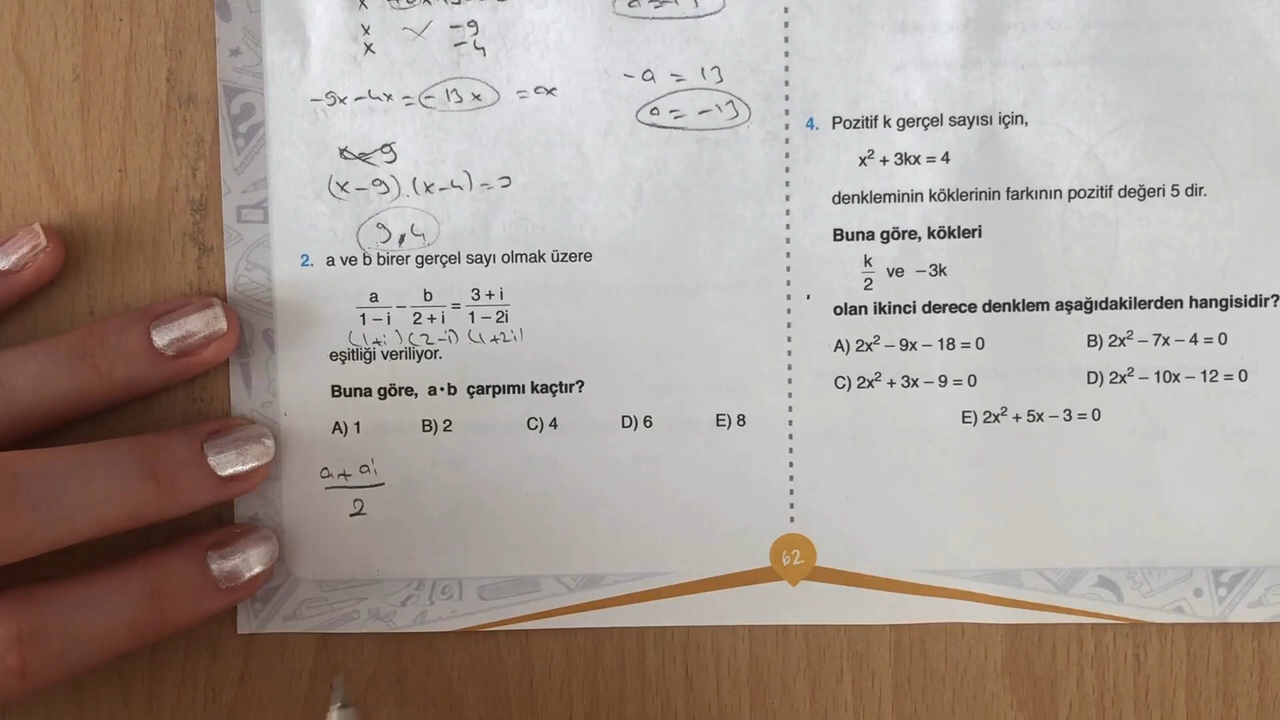 x
-9
x
-4
-9x-4x = -13x = ax
x=9
(x-9).(x-4)=0
9,4
-a = 13
a = -13
2. a ve b birer gerçel sayı olmak üzere
a/(1-i) - b/(2+i) = (3+i)/(1-2i)
(1+i) (2-i) (1+2i)
eşitliği veriliyor.
Buna göre, a·b çarpımı kaçtır?
A) 1 B) 2 C) 4 D) 6 E) 8
a+ai
2
4. Pozitif k gerçel sayısı için,
x² + 3kx = 4
denkleminin köklerinin farkının pozitif değeri 5 dir.
Buna göre, kökleri
k/2 ve -3k
olan ikinci derece denklem aşağıdakilerden hangisidir?
A) 2x² - 9x - 18 = 0 B) 2x² - 7x - 4 = 0
C) 2x² + 3x - 9 = 0 D) 2x² - 10x - 12 = 0
E) 2x² + 5x - 3 = 0
62